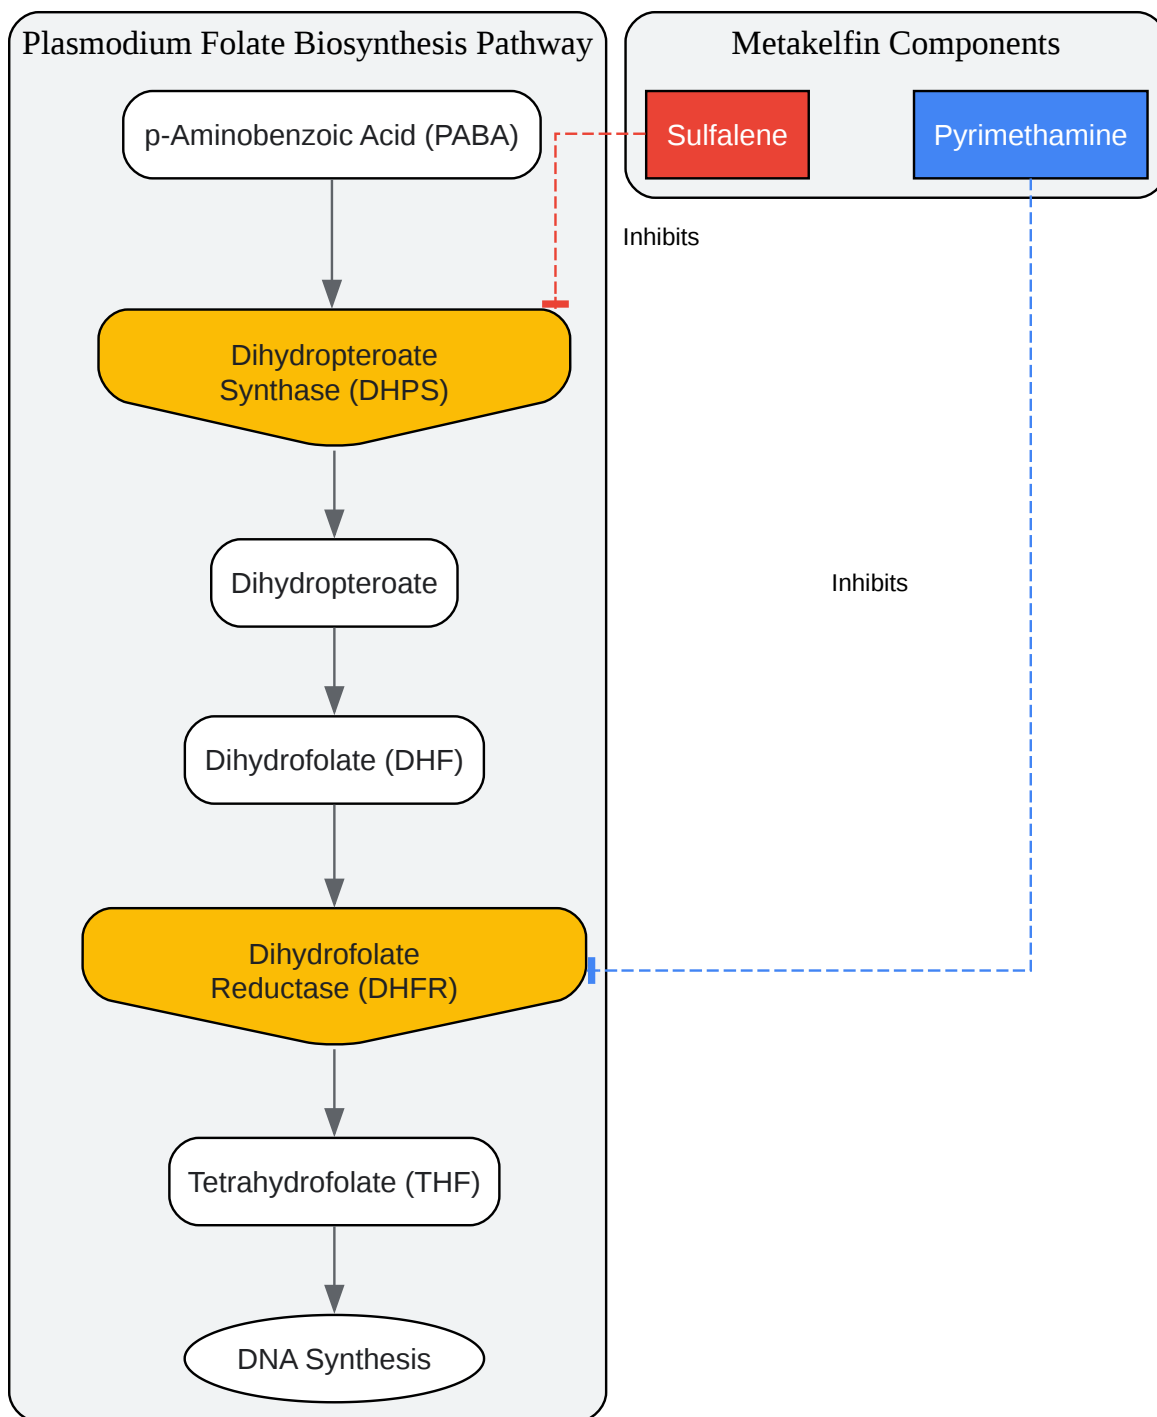 Plasmodium Folate Biosynthesis Pathway
Metakelfin Components
p-Aminobenzoic Acid (PABA)
Sulfalene
Pyrimethamine
Inhibits
Dihydropteroate
Synthase (DHPS)
Dihydropteroate
Inhibits
Dihydrofolate (DHF)
Dihydrofolate
Reductase (DHFR)
Tetrahydrofolate (THF)
DNA Synthesis